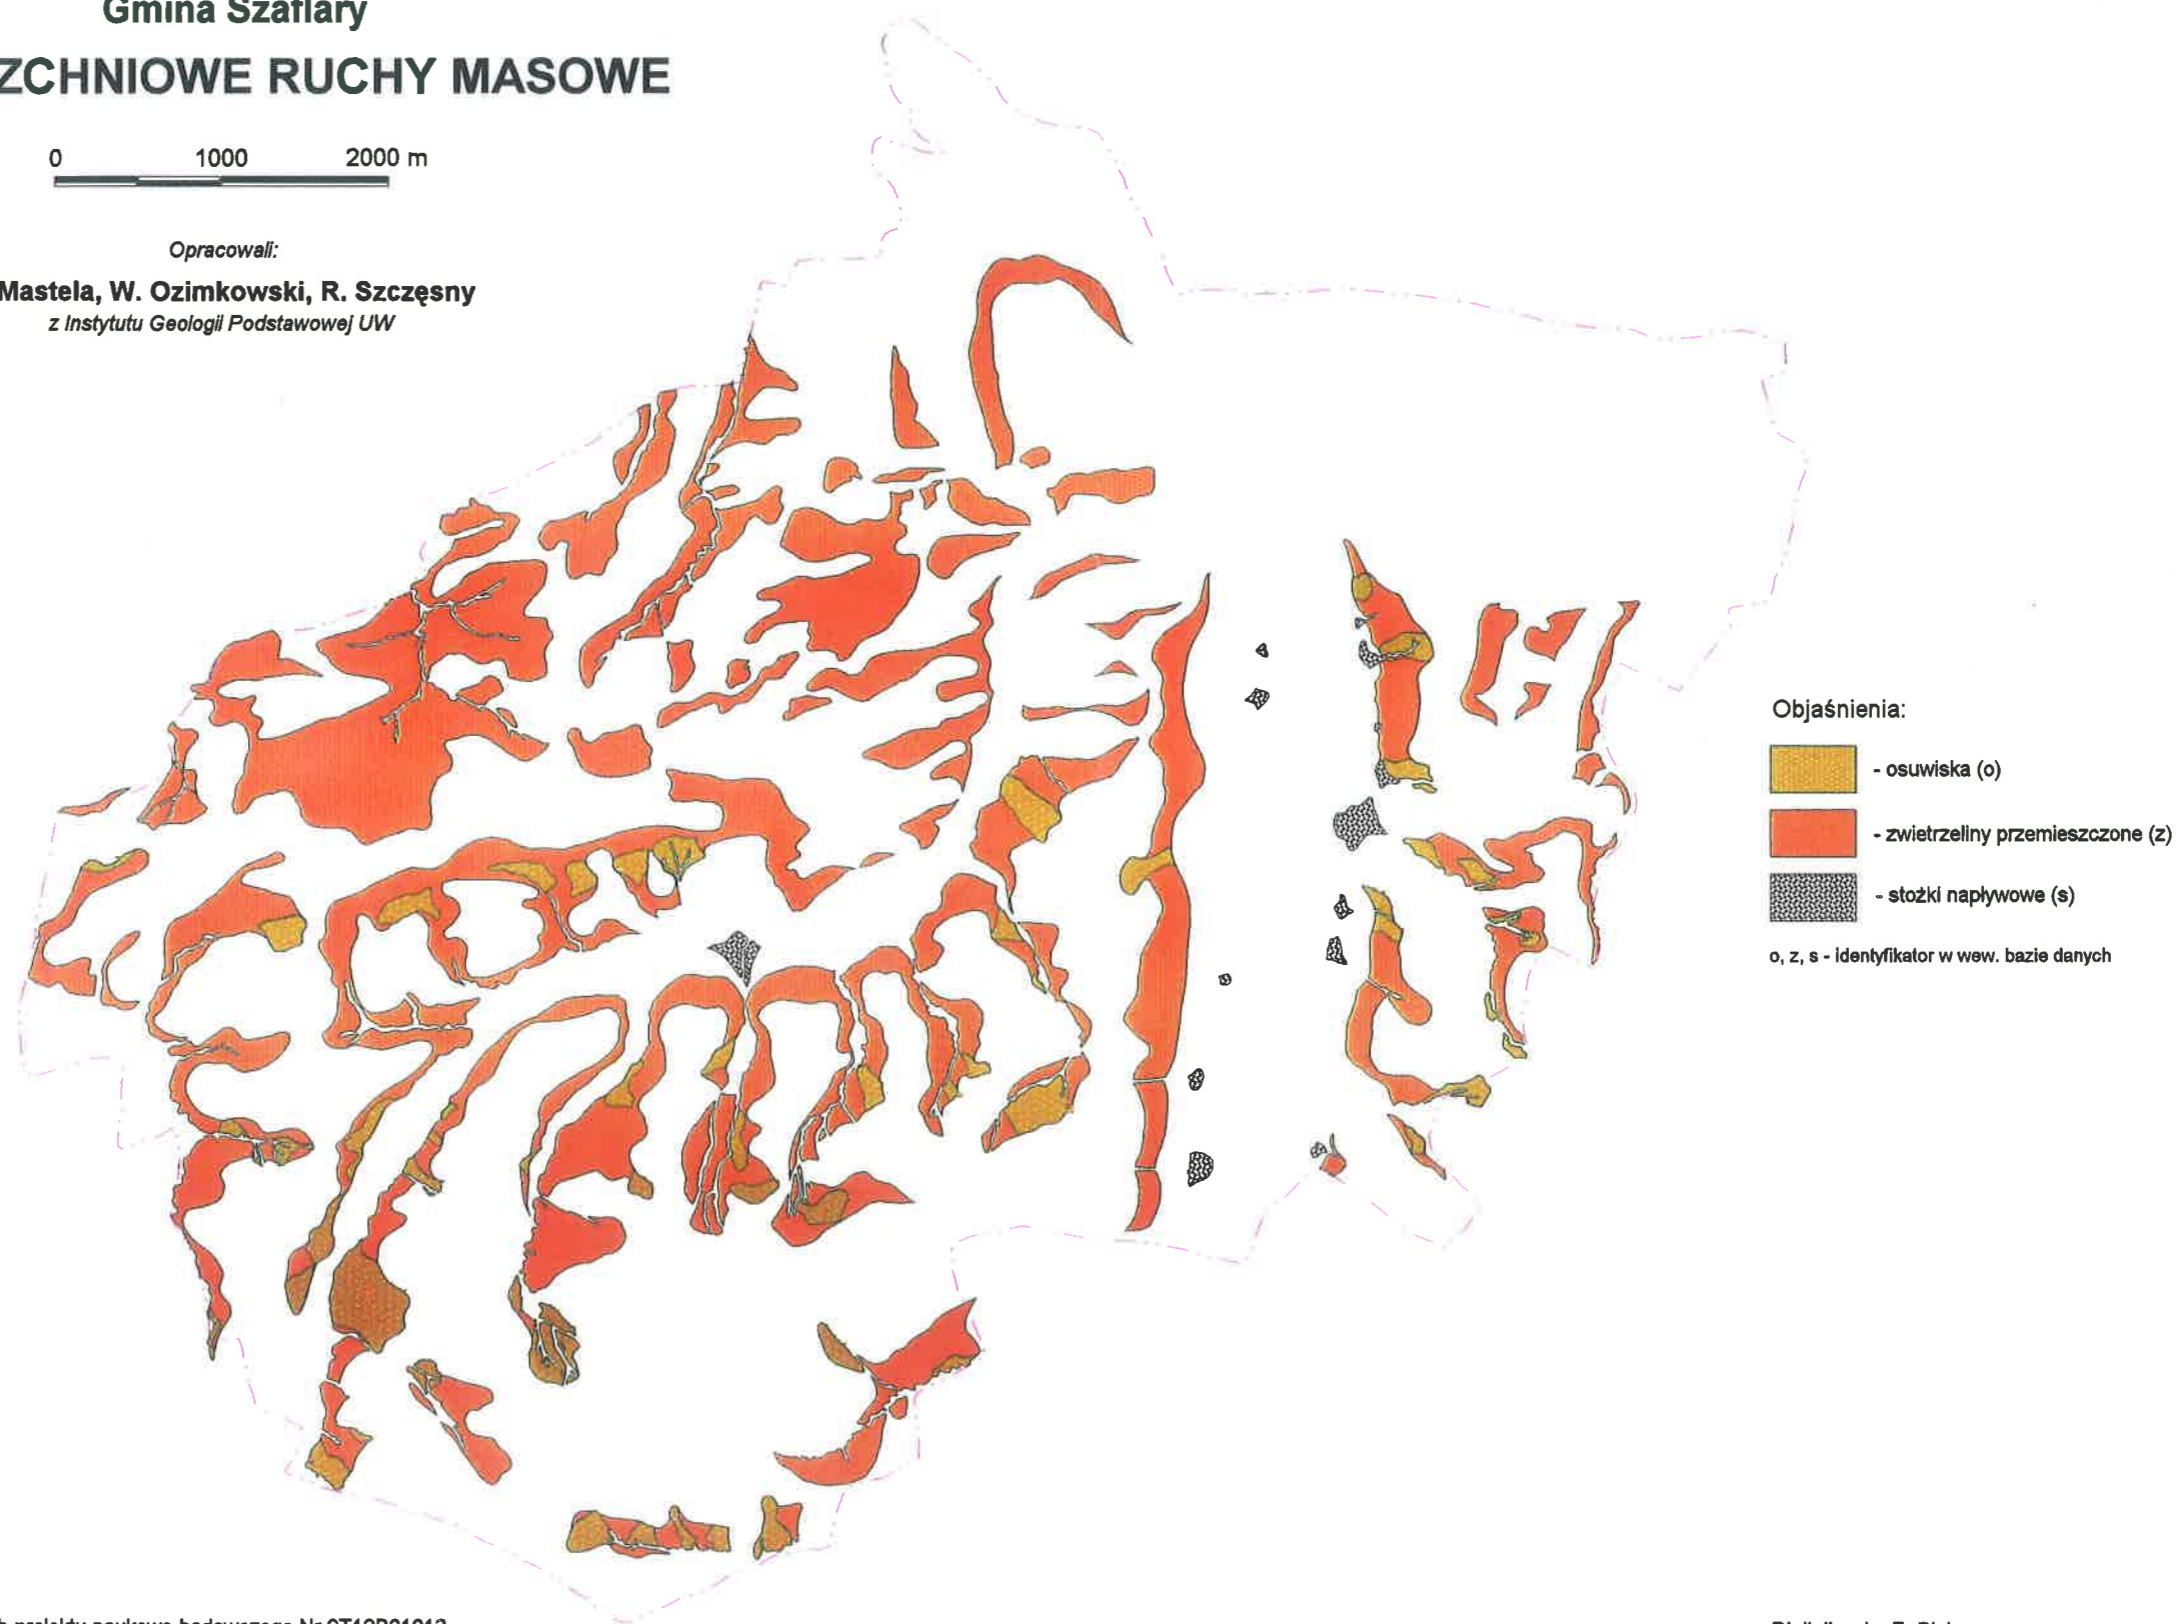 Gmina Szaflary
ZCHNIOWE RUCHY MASOWE
0 1000 2000 m
Opracowali:
Mastela, W. Ozimkowski, R. Szczęsny
z Instytutu Geologii Podstawowej UW
Objaśnienia:
- osuwiska (o)
- zwietrzeliny przemieszczone (z)
- stożki napływowe (s)
o, z, s - identyfikator w wew. bazie danych